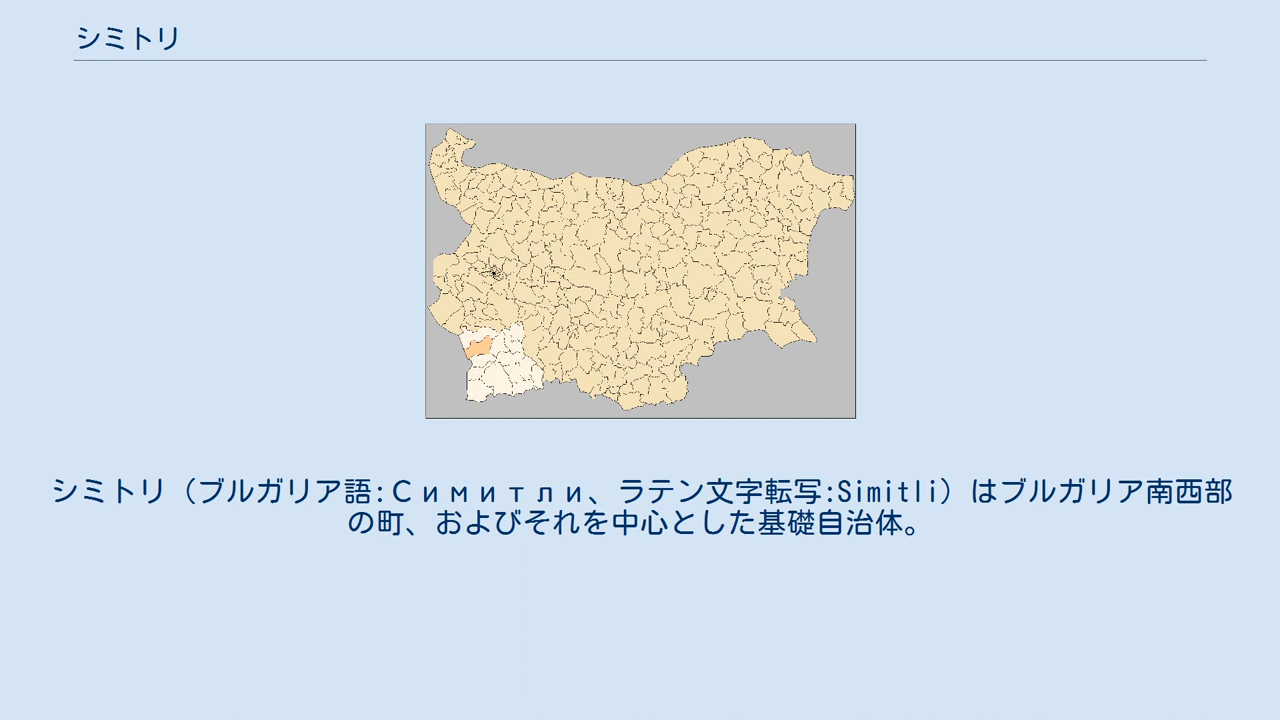 シミトリ
シミトリ（ブルガリア語:Симитли、ラテン文字転写:Simitli）はブルガリア南西部
の町、およびそれを中心とした基礎自治体。